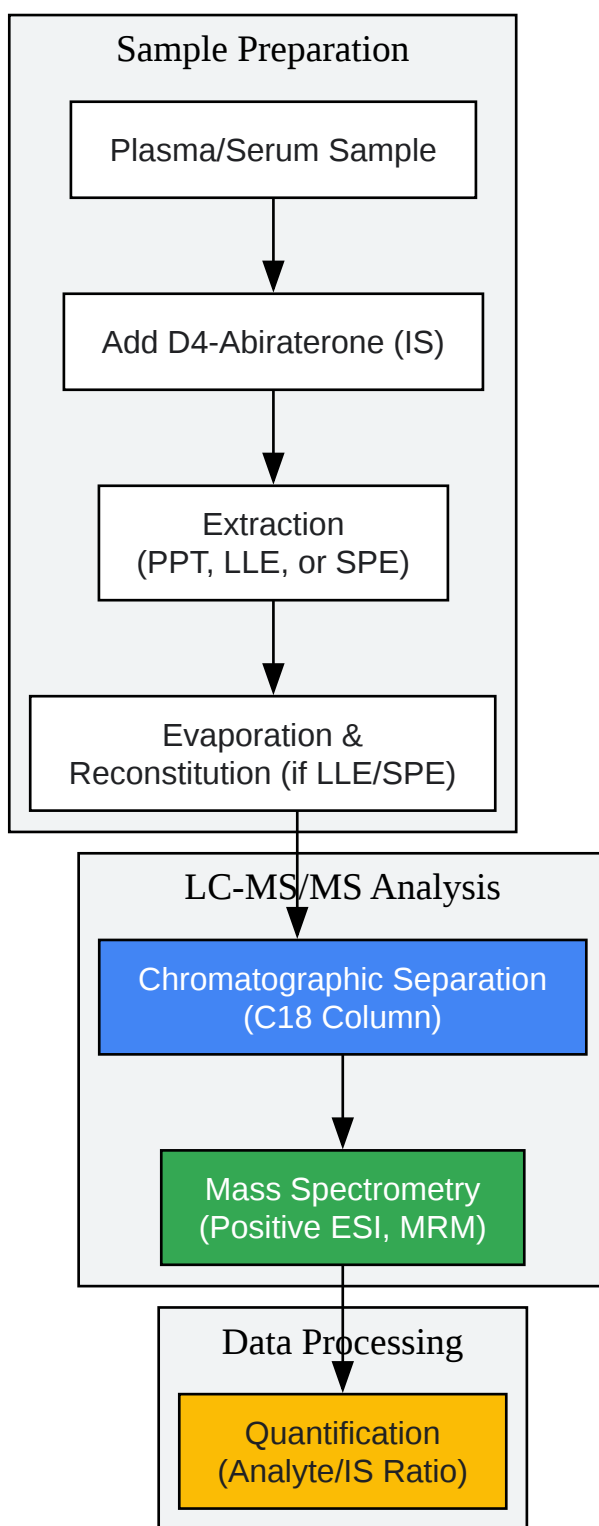 Sample Preparation
Plasma/Serum Sample
Add D4-Abiraterone (IS)
Extraction
(PPT, LLE, or SPE)
Evaporation &
Reconstitution (if LLE/SPE)
LC-MS/MS Analysis
Chromatographic Separation
(C18 Column)
Mass Spectrometry
(Positive ESI, MRM)
Data Processing
Quantification
(Analyte/IS Ratio)